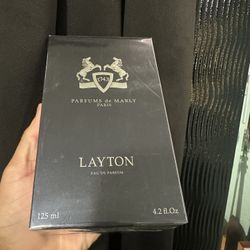 1743
PARFUMS de MARLY
PARIS
LAYTON
EAU DE PARFUM
125 ml 4.2 fl.Oz